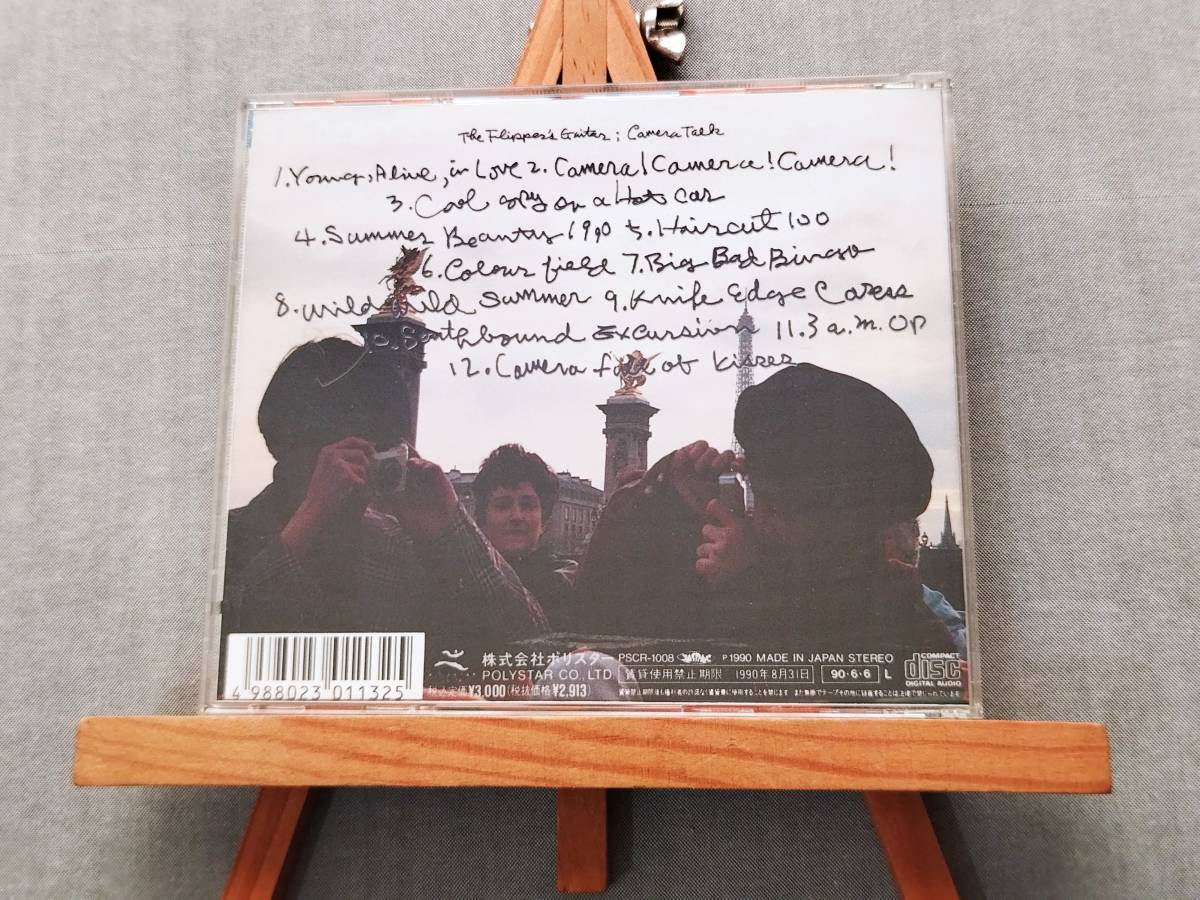 The Flipper's Guitar ; Camera Talk
1. Young, Alive, in Love 2. Camera! Camera! Camera!
3. Cool spy on a Hot car
4. Summer Beauty 1990 5. Haircut 100
6. Colour field 7. Big Bad Bingo
8. Wild Wild Summer 9. Knife Edge Caress
10. Southbound Excursion 11. 3 a.m. OP
12. Camera full of kisses
株式会社ポリスター PSCR-1008 ℗1990 MADE IN JAPAN STEREO
POLYSTAR CO., LTD. 賃貸使用禁止期限 1990年8月31日 90・6・6 L
COMPACT disc DIGITAL AUDIO
4 988023 011325 税込定価¥3,000(税抜価格¥2,913)